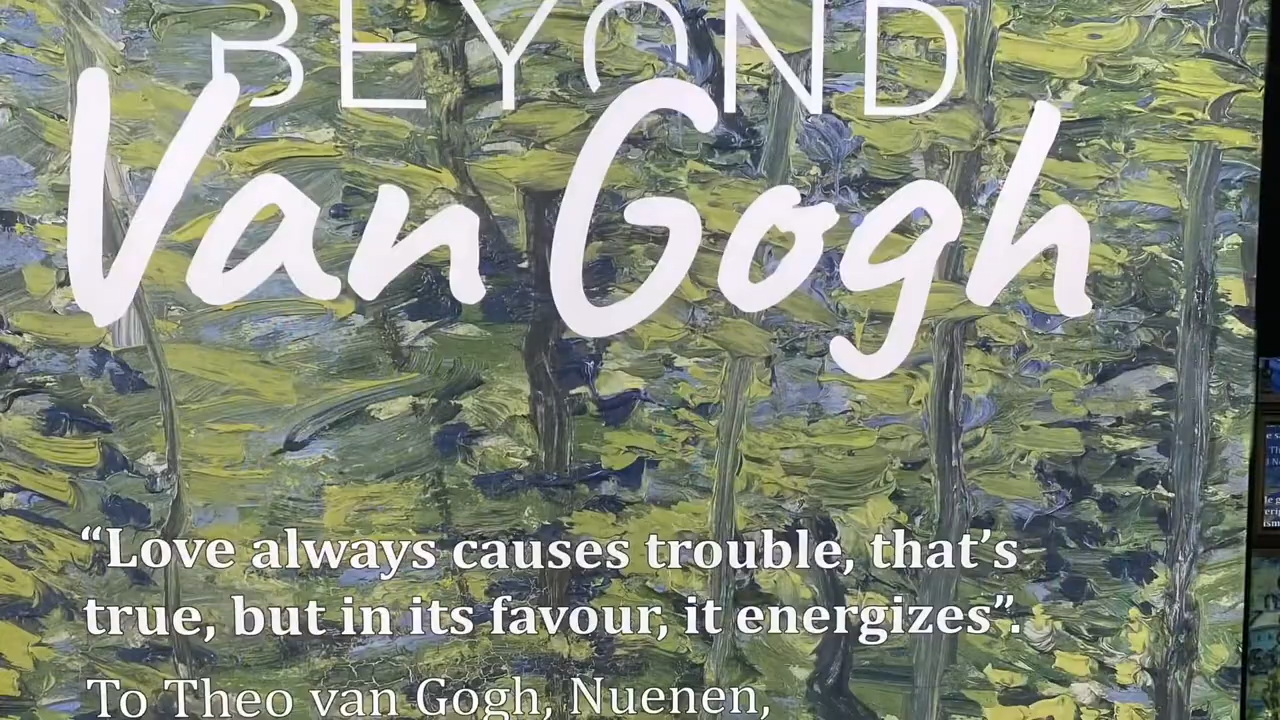 BEYOND
Van Gogh
“Love always causes trouble, that’s
true, but in its favour, it energizes”.
To Theo van Gogh, Nuenen,